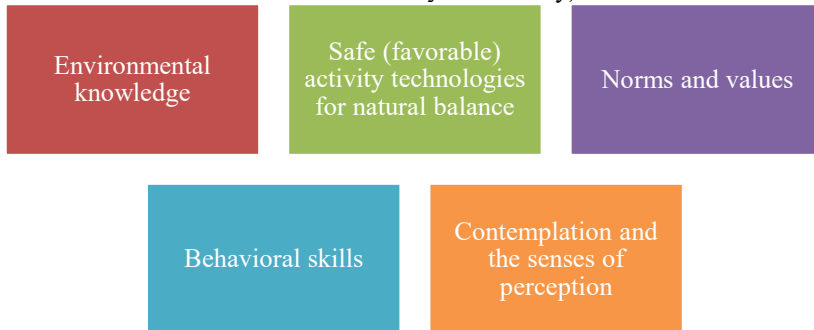 Environmental
knowledge
Safe (favorable)
activity technologies
for natural balance
Norms and values
Behavioral skills
Contemplation and
the senses of
perception